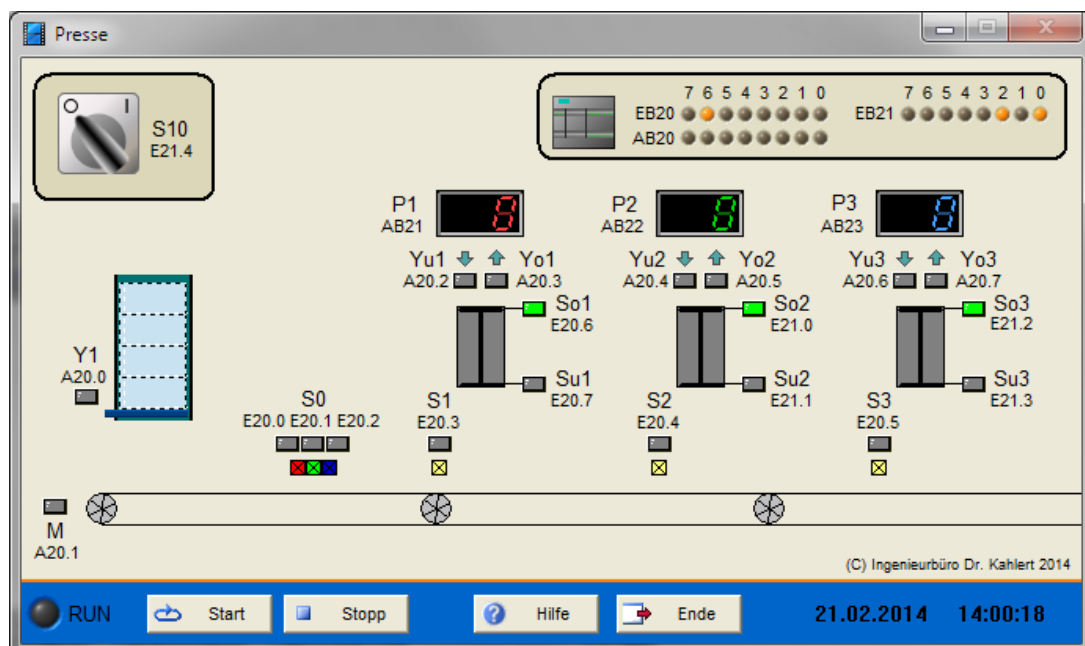 Presse
O I
S10
E21.4
7 6 5 4 3 2 1 0
EB20
AB20
7 6 5 4 3 2 1 0
EB21
P1
AB21
8
P2
AB22
8
P3
AB23
8
Yu1 Yo1
A20.2 A20.3
Yu2 Yo2
A20.4 A20.5
Yu3 Yo3
A20.6 A20.7
So1
E20.6
So2
E21.0
So3
E21.2
Y1
A20.0
Su1
E20.7
Su2
E21.1
Su3
E21.3
S0
E20.0 E20.1 E20.2
S1
E20.3
S2
E20.4
S3
E20.5
M
A20.1
(C) Ingenieurbüro Dr. Kahlert 2014
RUN Start Stopp Hilfe Ende 21.02.2014 14:00:18